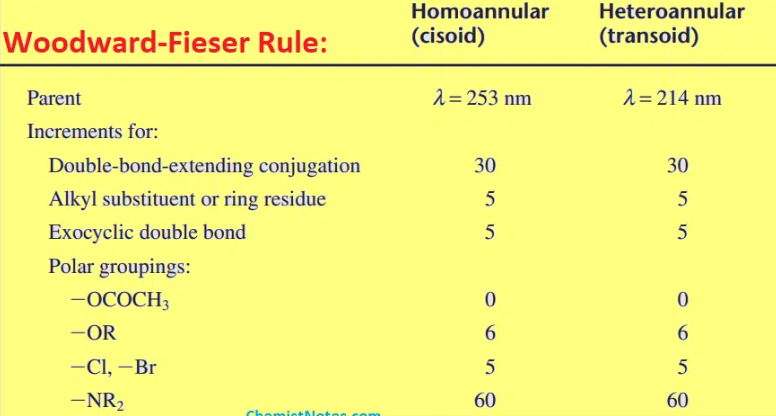 Homoannular Heteroannular
Woodward-Fieser Rule: (cisoid) (transoid)
Parent λ = 253 nm λ = 214 nm
Increments for:
Double-bond-extending conjugation 30 30
Alkyl substituent or ring residue 5 5
Exocyclic double bond 5 5
Polar groupings:
−OCOCH₃ 0 0
−OR 6 6
−Cl, −Br 5 5
−NR₂ 60 60
ChemistNotes.com